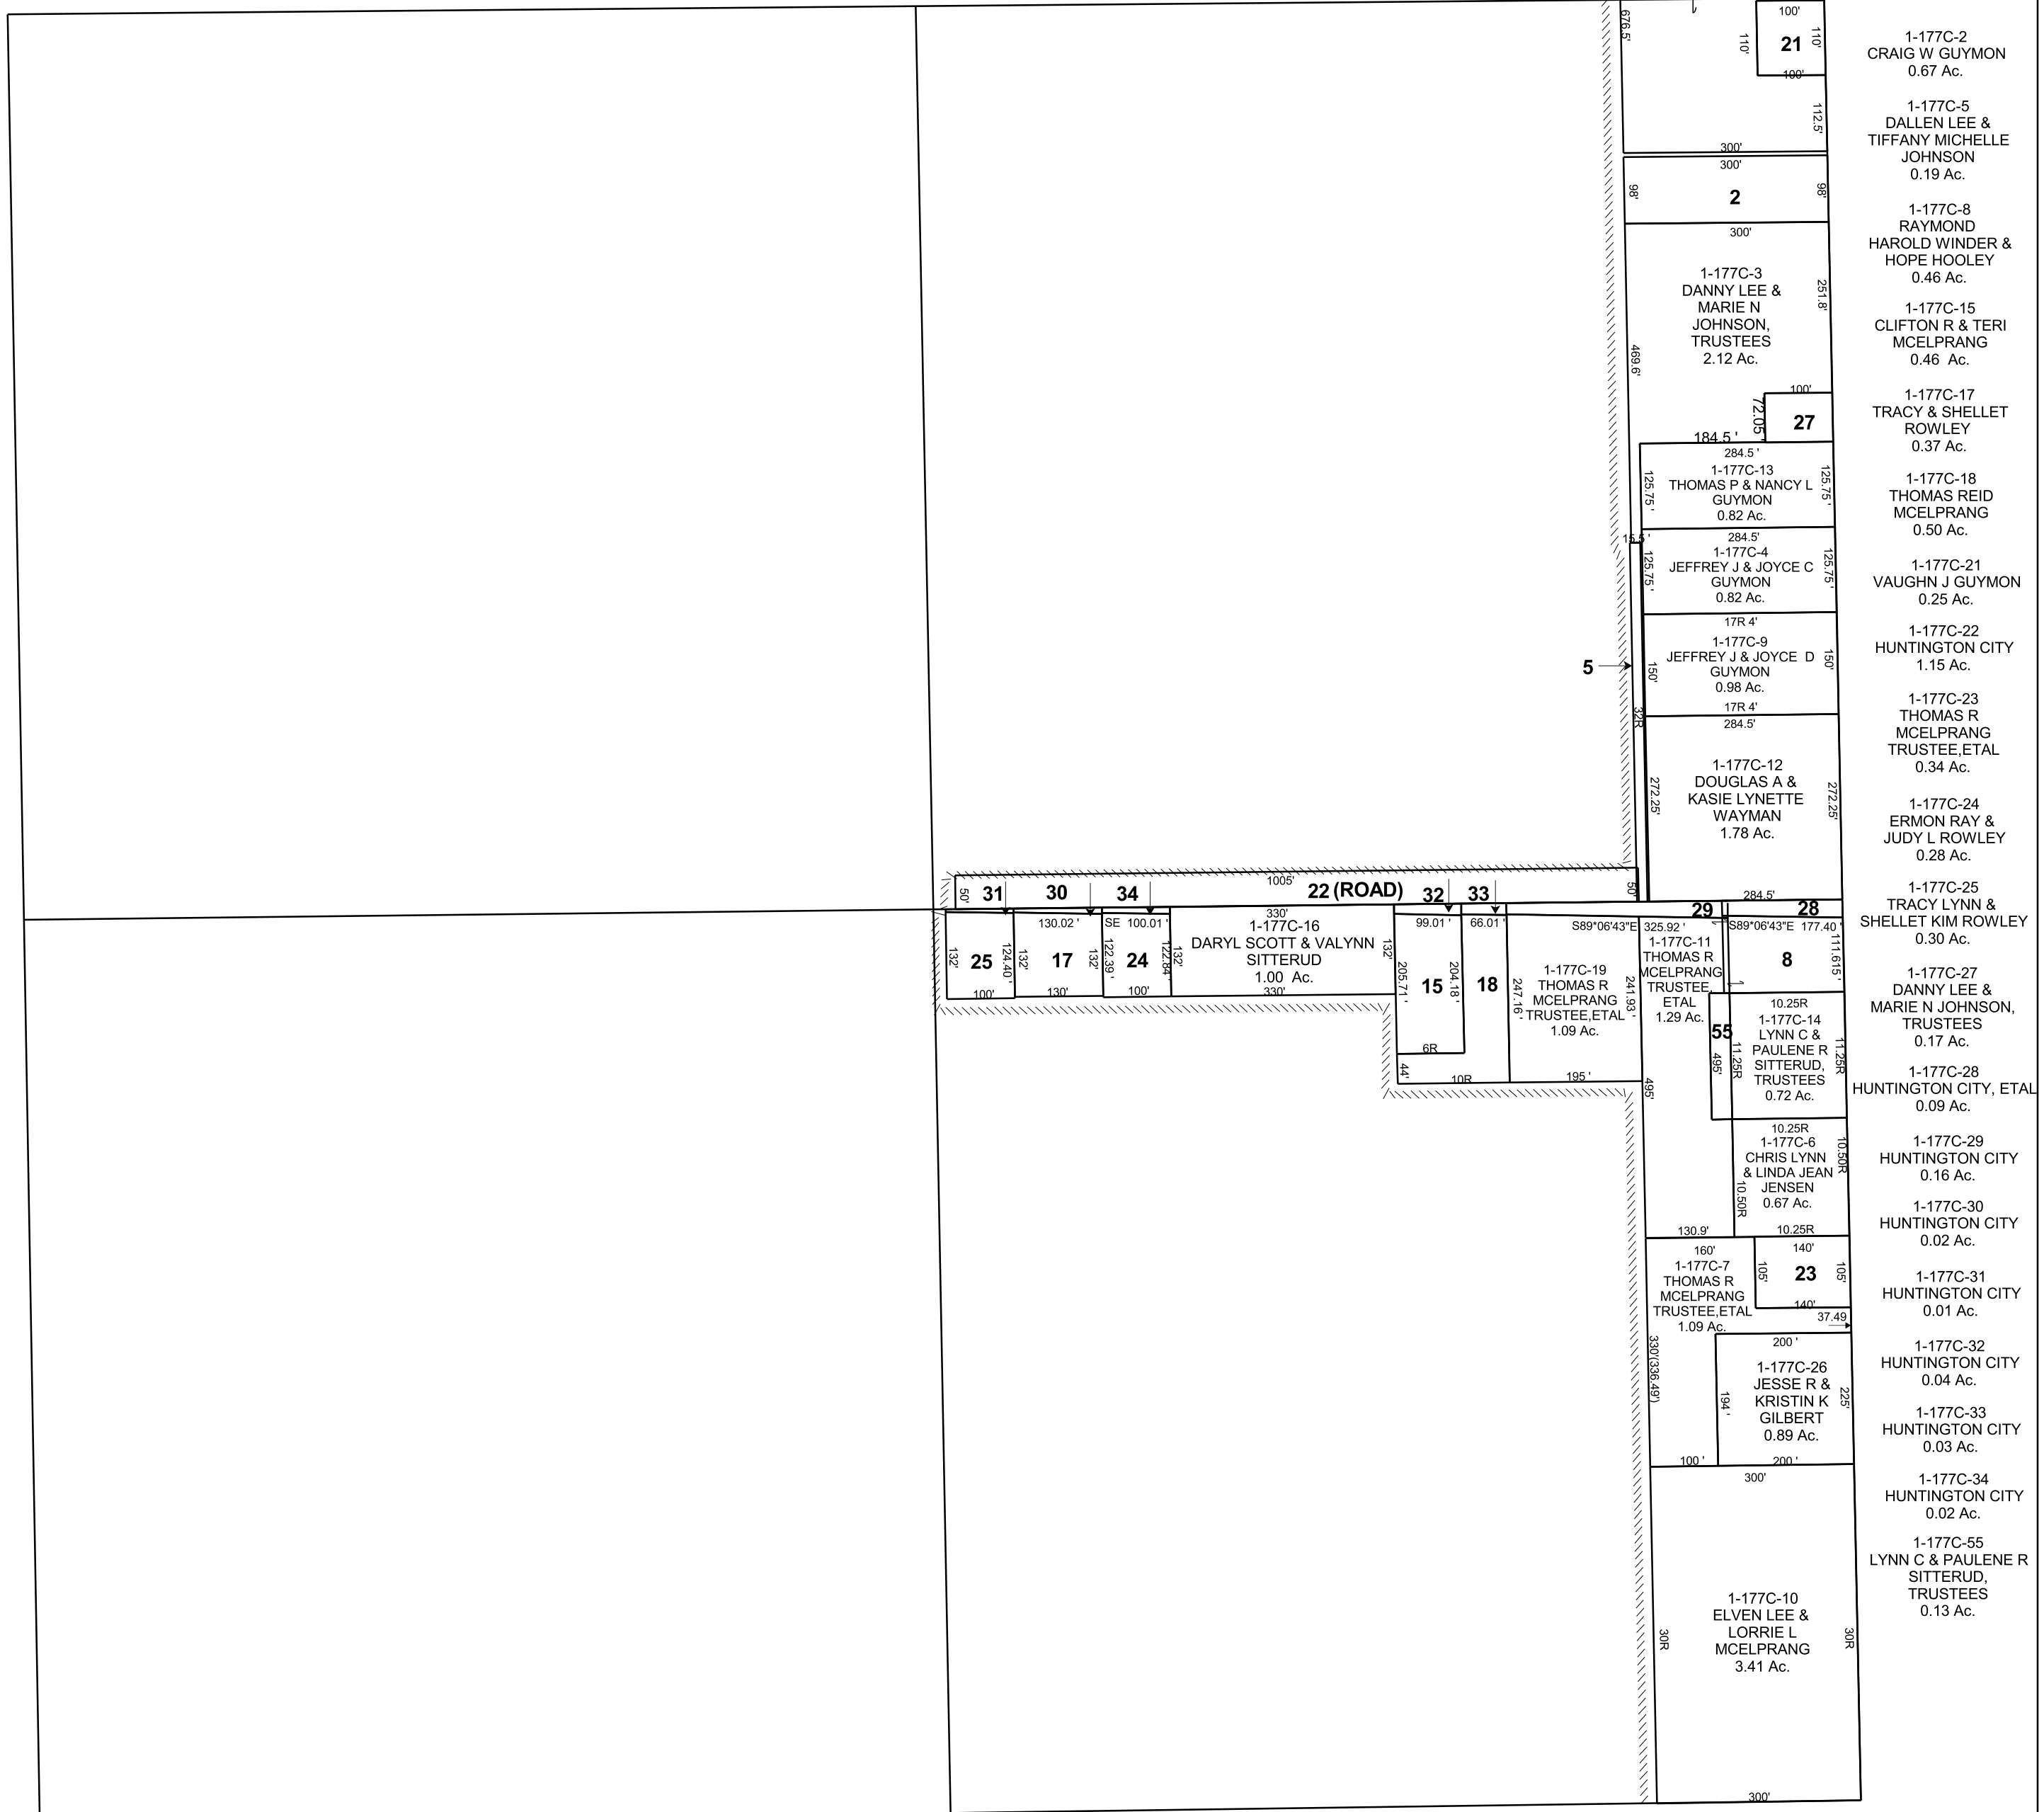 676.5'
100'
110'
21
110'
100'
112.5'
300'
300'
98'
2
98'
300'
1-177C-3
DANNY LEE &
MARIE N
JOHNSON,
TRUSTEES
2.12 Ac.
251.8'
469.6'
100'
72.05 '
27
184.5 '
284.5 '
1-177C-13
THOMAS P & NANCY L
GUYMON
0.82 Ac.
125.75 '
125.75 '
15.5 '
284.5'
1-177C-4
JEFFREY J & JOYCE C
GUYMON
0.82 Ac.
125.75 '
125.75 '
17R 4'
1-177C-9
JEFFREY J & JOYCE D
GUYMON
0.98 Ac.
150'
150'
17R 4'
5
32R
284.5'
1-177C-12
DOUGLAS A &
KASIE LYNETTE
WAYMAN
1.78 Ac.
272.25'
272.25'
284.5'
1005'
50'
31
30
34
22 (ROAD)
32
33
50'
29
28
130.02 '
SE 100.01 '
330'
1-177C-16
DARYL SCOTT & VALYNN
SITTERUD
1.00 Ac.
330'
132'
25
124.40 '
100'
132'
17
132'
130'
122.39 '
24
122.84 '
100'
132'
132'
99.01 '
66.01 '
205.71 '
15
204.18 '
18
6R
44'
10R
247.16 '
1-177C-19
THOMAS R
MCELPRANG
TRUSTEE,ETAL
1.09 Ac.
241.93 '
195 '
S89°06'43"E 325.92 '
1-177C-11
THOMAS R
MCELPRANG
TRUSTEE,
ETAL
1.29 Ac.
495'
S89°06'43"E 177.40 '
8
111.615 '
10.25R
1-177C-14
LYNN C &
PAULENE R
SITTERUD,
TRUSTEES
0.72 Ac.
55
495'
11.25R
11.25R
10.25R
1-177C-6
CHRIS LYNN
& LINDA JEAN
JENSEN
0.67 Ac.
10.50R
10.50R
130.9'
10.25R
160'
1-177C-7
THOMAS R
MCELPRANG
TRUSTEE,ETAL
1.09 Ac.
140'
105'
23
105'
140'
37.49
330'(336.49')
200 '
1-177C-26
JESSE R &
KRISTIN K
GILBERT
0.89 Ac.
194 '
225'
100 '
200 '
300'
1-177C-10
ELVEN LEE &
LORRIE L
MCELPRANG
3.41 Ac.
30R
30R
300'
1-177C-2
CRAIG W GUYMON
0.67 Ac.
1-177C-5
DALLEN LEE &
TIFFANY MICHELLE
JOHNSON
0.19 Ac.
1-177C-8
RAYMOND
HAROLD WINDER &
HOPE HOOLEY
0.46 Ac.
1-177C-15
CLIFTON R & TERI
MCELPRANG
0.46 Ac.
1-177C-17
TRACY & SHELLET
ROWLEY
0.37 Ac.
1-177C-18
THOMAS REID
MCELPRANG
0.50 Ac.
1-177C-21
VAUGHN J GUYMON
0.25 Ac.
1-177C-22
HUNTINGTON CITY
1.15 Ac.
1-177C-23
THOMAS R
MCELPRANG
TRUSTEE,ETAL
0.34 Ac.
1-177C-24
ERMON RAY &
JUDY L ROWLEY
0.28 Ac.
1-177C-25
TRACY LYNN &
SHELLET KIM ROWLEY
0.30 Ac.
1-177C-27
DANNY LEE &
MARIE N JOHNSON,
TRUSTEES
0.17 Ac.
1-177C-28
HUNTINGTON CITY, ETAL
0.09 Ac.
1-177C-29
HUNTINGTON CITY
0.16 Ac.
1-177C-30
HUNTINGTON CITY
0.02 Ac.
1-177C-31
HUNTINGTON CITY
0.01 Ac.
1-177C-32
HUNTINGTON CITY
0.04 Ac.
1-177C-33
HUNTINGTON CITY
0.03 Ac.
1-177C-34
HUNTINGTON CITY
0.02 Ac.
1-177C-55
LYNN C & PAULENE R
SITTERUD,
TRUSTEES
0.13 Ac.